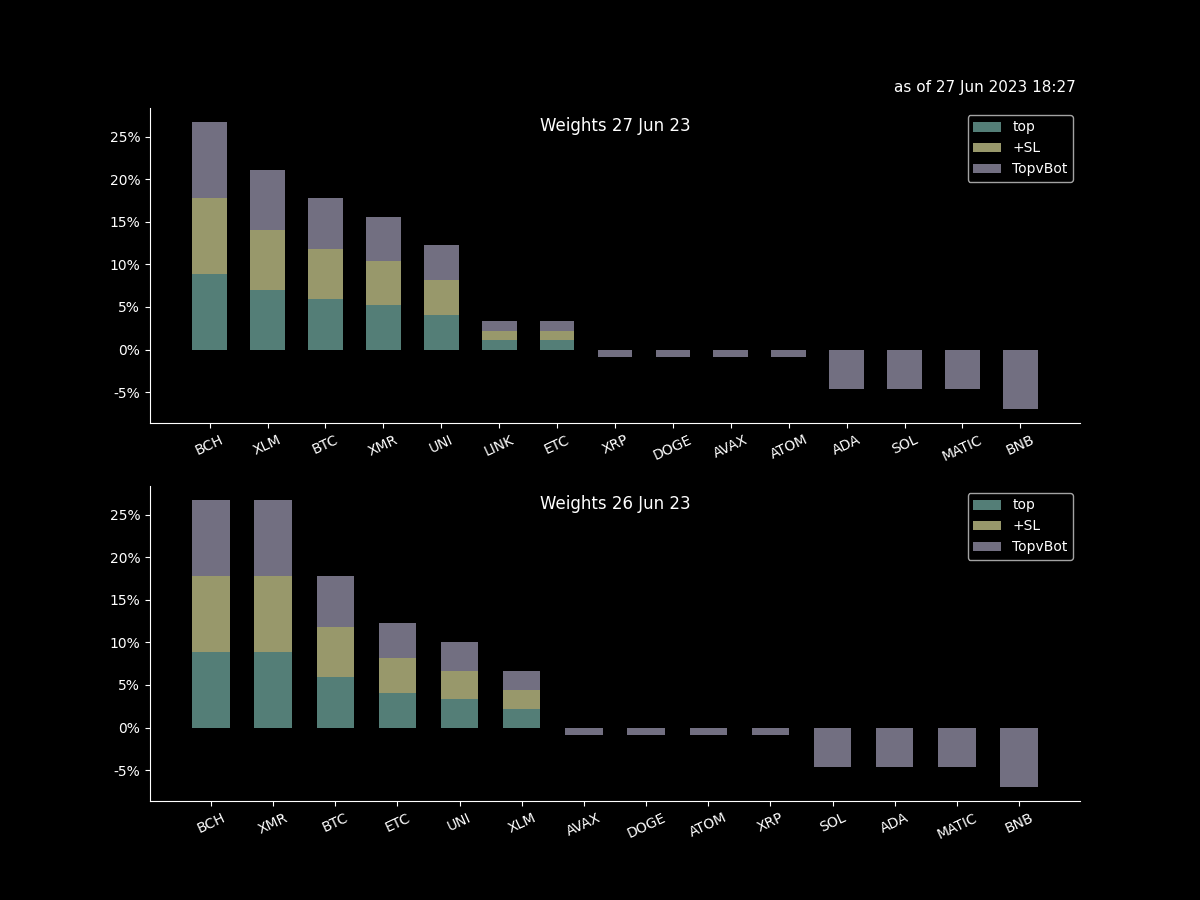 as of 27 Jun 2023 18:27
Weights 27 Jun 23
top
+SL
TopvBot
25%
20%
15%
10%
5%
0%
-5%
BCH XLM BTC XMR UNI LINK ETC XRP DOGE AVAX ATOM ADA SOL MATIC BNB
Weights 26 Jun 23
top
+SL
TopvBot
25%
20%
15%
10%
5%
0%
-5%
BCH XMR BTC ETC UNI XLM AVAX DOGE ATOM XRP SOL ADA MATIC BNB